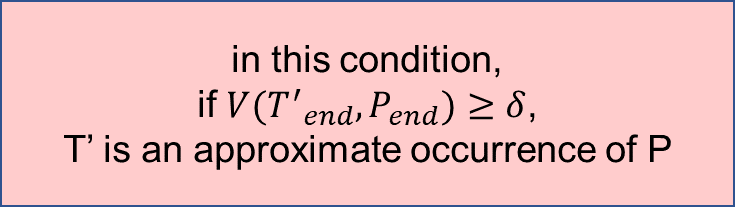 in this condition,
if V(T′end, Pend) ≥ δ,
T’ is an approximate occurrence of P